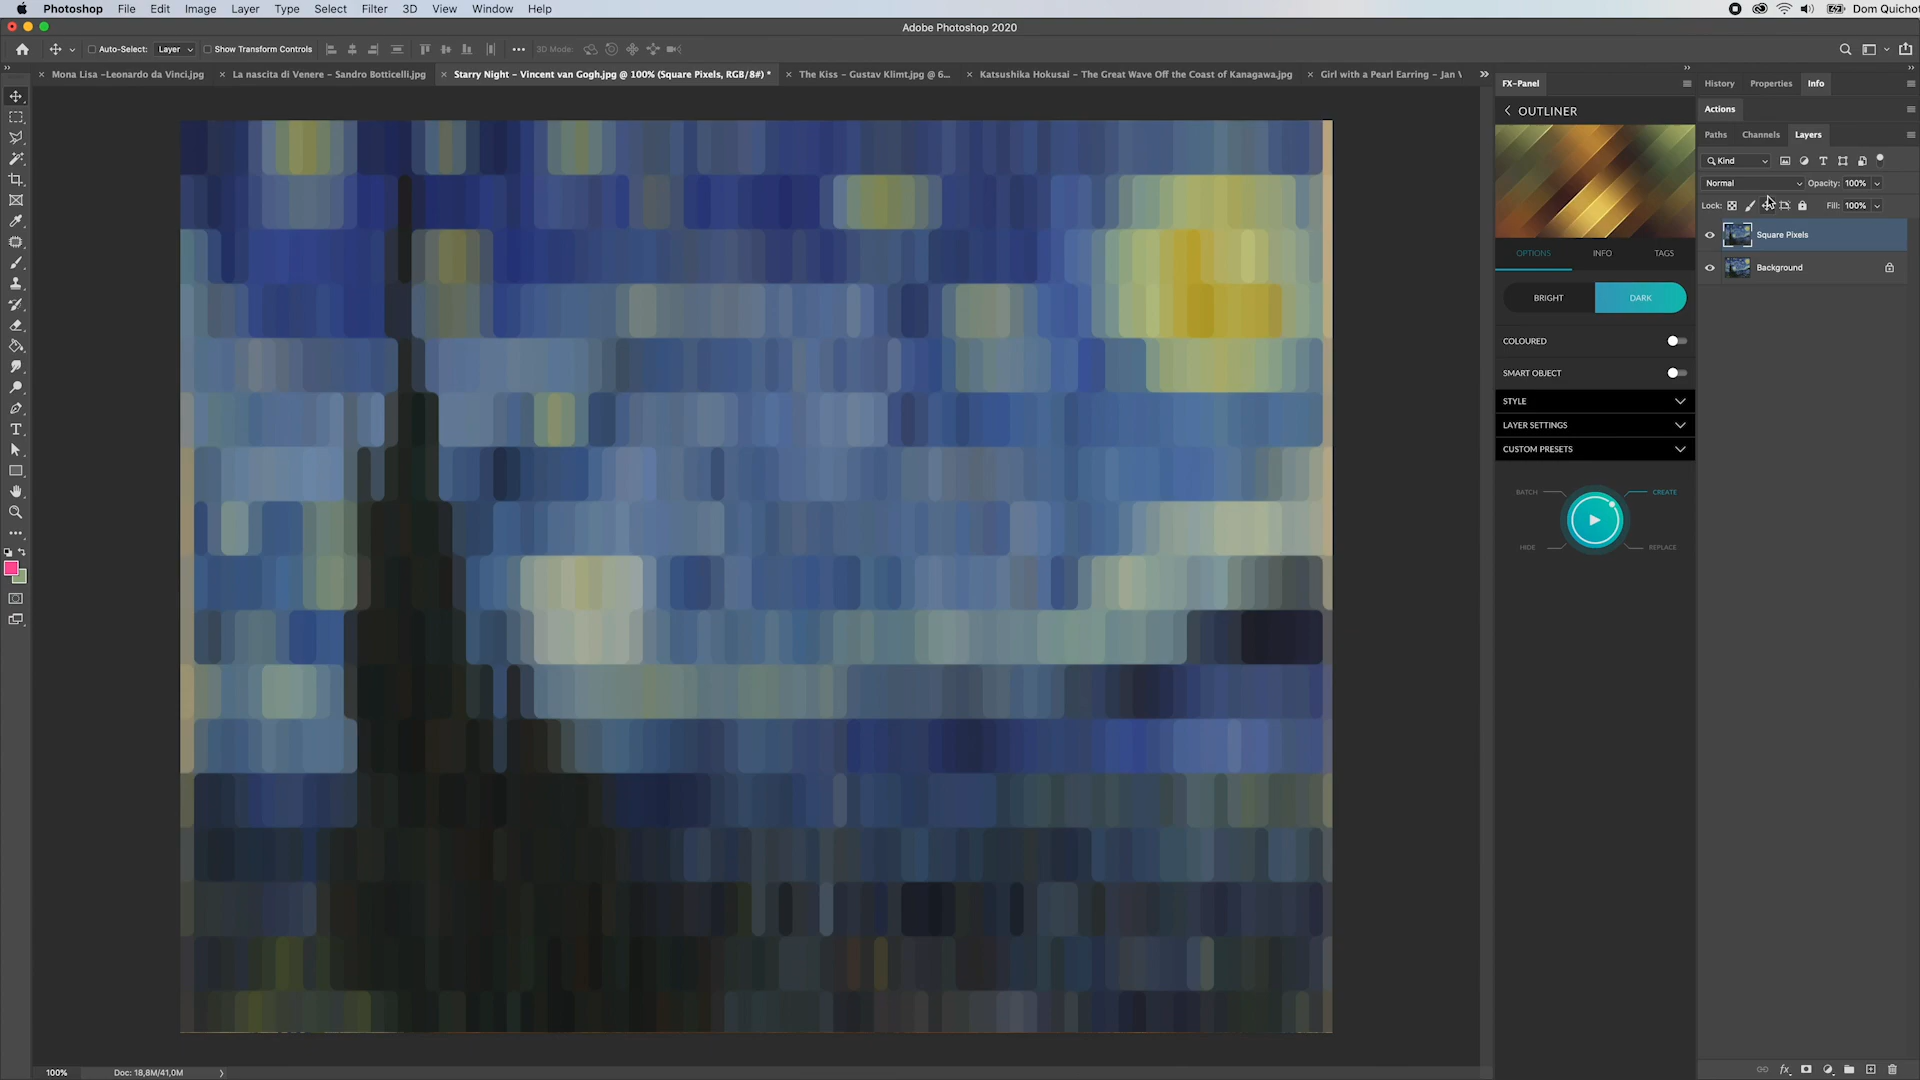 Photoshop File Edit Image Layer Type Select Filter 3D View Window Help
Dom Quichot
Adobe Photoshop 2020
Auto-Select: Layer Show Transform Controls 3D Mode:
Mona Lisa -Leonardo da Vinci.jpg
La nascita di Venere - Sandro Botticelli.jpg
Starry Night - Vincent van Gogh.jpg @ 100% (Square Pixels, RGB/8#) *
The Kiss - Gustav Klimt.jpg @ 6...
Katsushika Hokusai - The Great Wave Off the Coast of Kanagawa.jpg
Girl with a Pearl Earring - Jan V
FX-Panel
OUTLINER
OPTIONS INFO TAGS
BRIGHT DARK
COLOURED
SMART OBJECT
STYLE
LAYER SETTINGS
CUSTOM PRESETS
BATCH CREATE
HIDE REPLACE
History Properties Info
Actions
Paths Channels Layers
Kind
Normal Opacity: 100%
Lock: Fill: 100%
Square Pixels
Background
100% Doc: 18,8M/41,0M